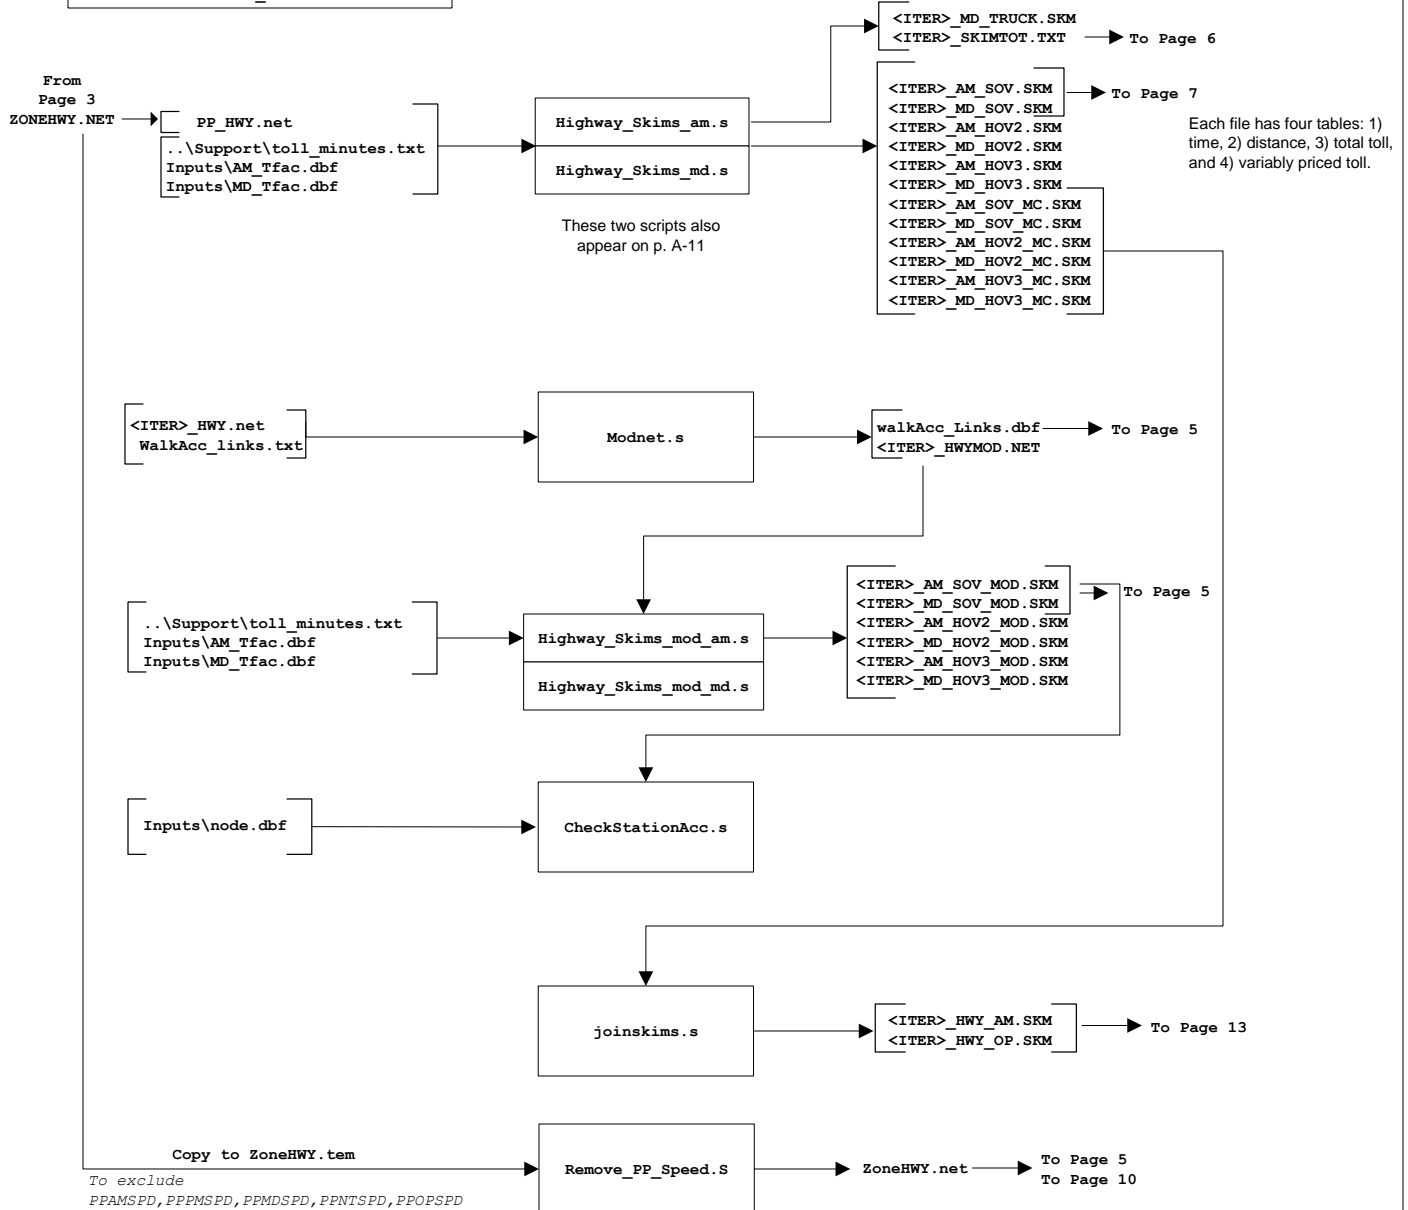 <ITER>_MD_TRUCK.SKM
<ITER>_SKIMTOT.TXT
To Page 6
From
Page 3
ZONEHWY.NET
PP_HWY.net
..\Support\toll_minutes.txt
Inputs\AM_Tfac.dbf
Inputs\MD_Tfac.dbf
Highway_Skims_am.s
Highway_Skims_md.s
These two scripts also
appear on p. A-11
<ITER>_AM_SOV.SKM
<ITER>_MD_SOV.SKM
<ITER>_AM_HOV2.SKM
<ITER>_MD_HOV2.SKM
<ITER>_AM_HOV3.SKM
<ITER>_MD_HOV3.SKM
<ITER>_AM_SOV_MC.SKM
<ITER>_MD_SOV_MC.SKM
<ITER>_AM_HOV2_MC.SKM
<ITER>_MD_HOV2_MC.SKM
<ITER>_AM_HOV3_MC.SKM
<ITER>_MD_HOV3_MC.SKM
To Page 7
Each file has four tables: 1)
time, 2) distance, 3) total toll,
and 4) variably priced toll.
<ITER>_HWY.net
WalkAcc_links.txt
Modnet.s
walkAcc_Links.dbf
<ITER>_HWYMOD.NET
To Page 5
..\Support\toll_minutes.txt
Inputs\AM_Tfac.dbf
Inputs\MD_Tfac.dbf
Highway_Skims_mod_am.s
Highway_Skims_mod_md.s
<ITER>_AM_SOV_MOD.SKM
<ITER>_MD_SOV_MOD.SKM
<ITER>_AM_HOV2_MOD.SKM
<ITER>_MD_HOV2_MOD.SKM
<ITER>_AM_HOV3_MOD.SKM
<ITER>_MD_HOV3_MOD.SKM
To Page 5
Inputs\node.dbf
CheckStationAcc.s
joinskims.s
<ITER>_HWY_AM.SKM
<ITER>_HWY_OP.SKM
To Page 13
Copy to ZoneHWY.tem
To exclude
PPAMSPD,PPPMSPD,PPMDSPD,PPNTSPD,PPOPSPD
Remove_PP_Speed.S
ZoneHWY.net
To Page 5
To Page 10